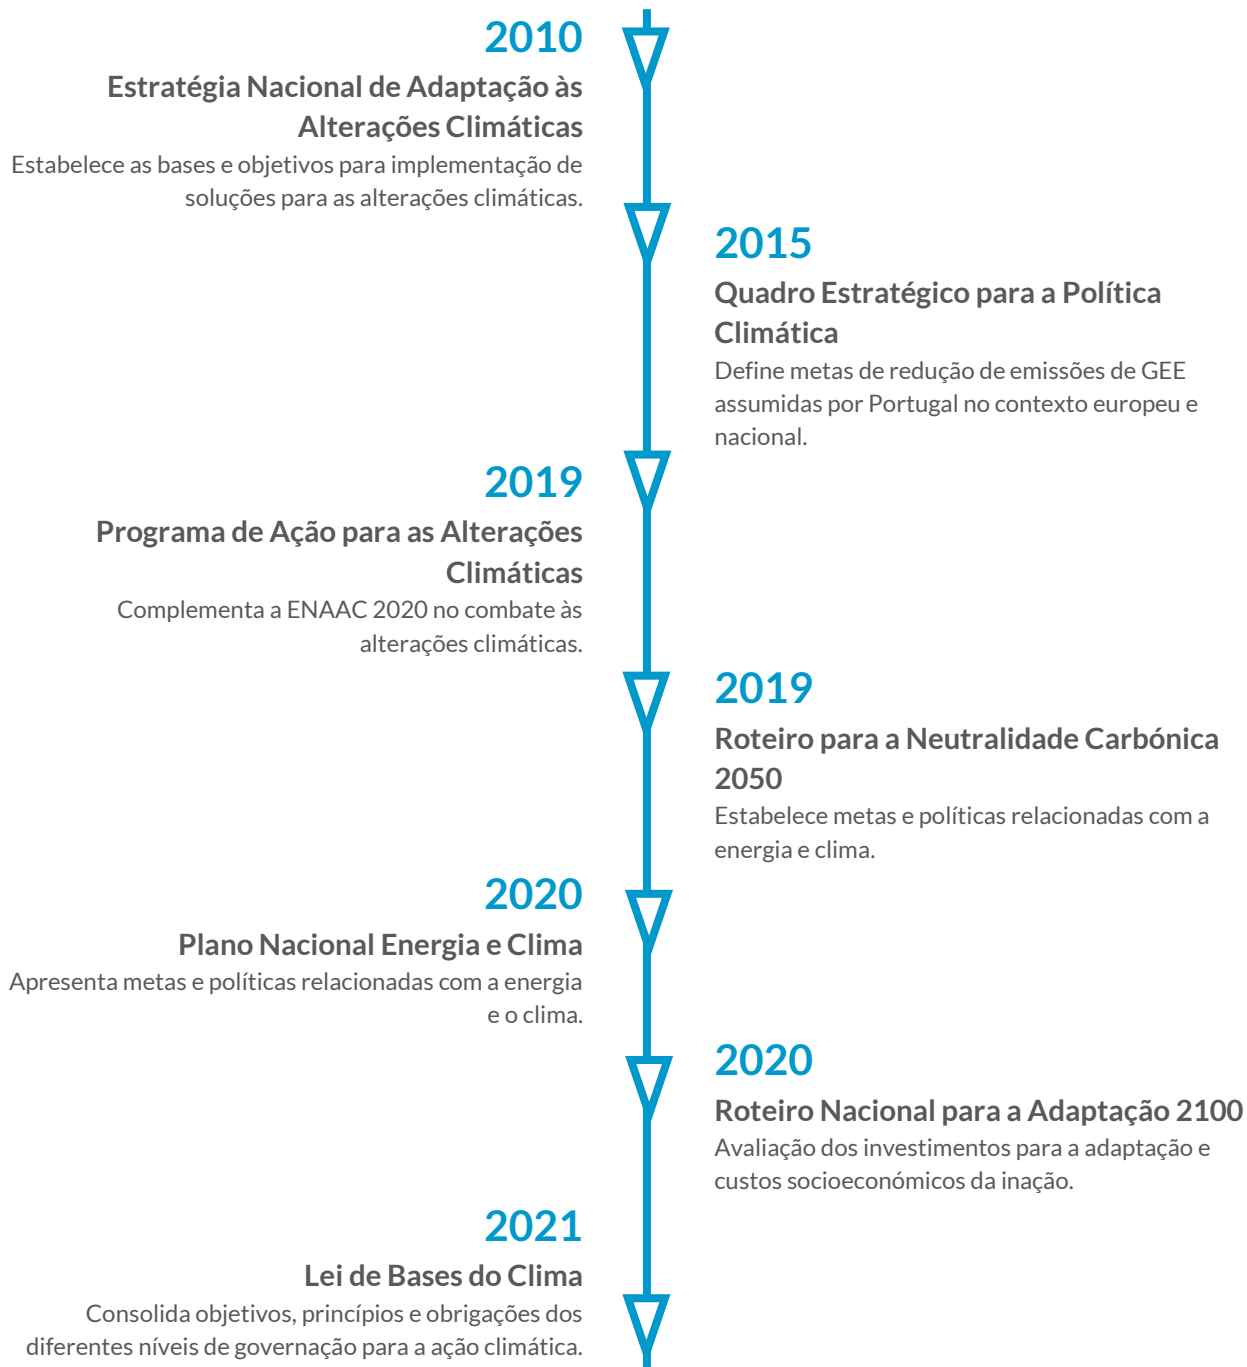 2010
Estratégia Nacional de Adaptação às
Alterações Climáticas
Estabelece as bases e objetivos para implementação de
soluções para as alterações climáticas.
2015
Quadro Estratégico para a Política
Climática
Define metas de redução de emissões de GEE
assumidas por Portugal no contexto europeu e
nacional.
2019
Programa de Ação para as Alterações
Climáticas
Complementa a ENAAC 2020 no combate às
alterações climáticas.
2019
Roteiro para a Neutralidade Carbónica
2050
Estabelece metas e políticas relacionadas com a
energia e clima.
2020
Plano Nacional Energia e Clima
Apresenta metas e políticas relacionadas com a energia
e o clima.
2020
Roteiro Nacional para a Adaptação 2100
Avaliação dos investimentos para a adaptação e
custos socioeconómicos da inação.
2021
Lei de Bases do Clima
Consolida objetivos, princípios e obrigações dos
diferentes níveis de governação para a ação climática.